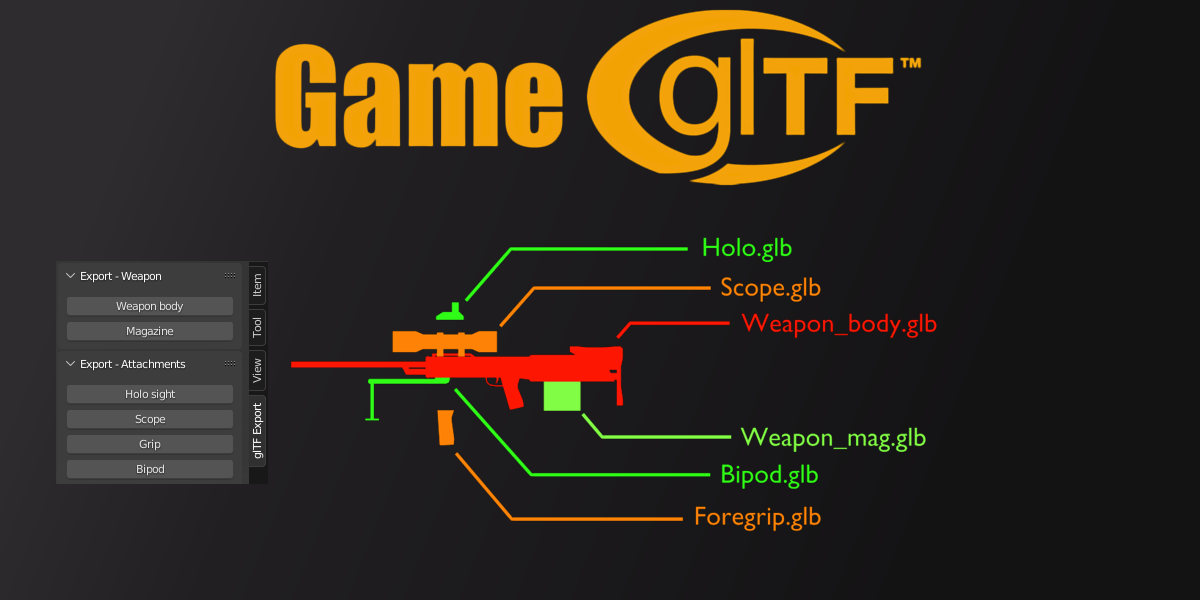 Game glTF™
Export - Weapon
Weapon body
Magazine
Export - Attachments
Holo sight
Scope
Grip
Bipod
Item
Tool
View
glTF Export
Holo.glb
Scope.glb
Weapon_body.glb
Weapon_mag.glb
Bipod.glb
Foregrip.glb